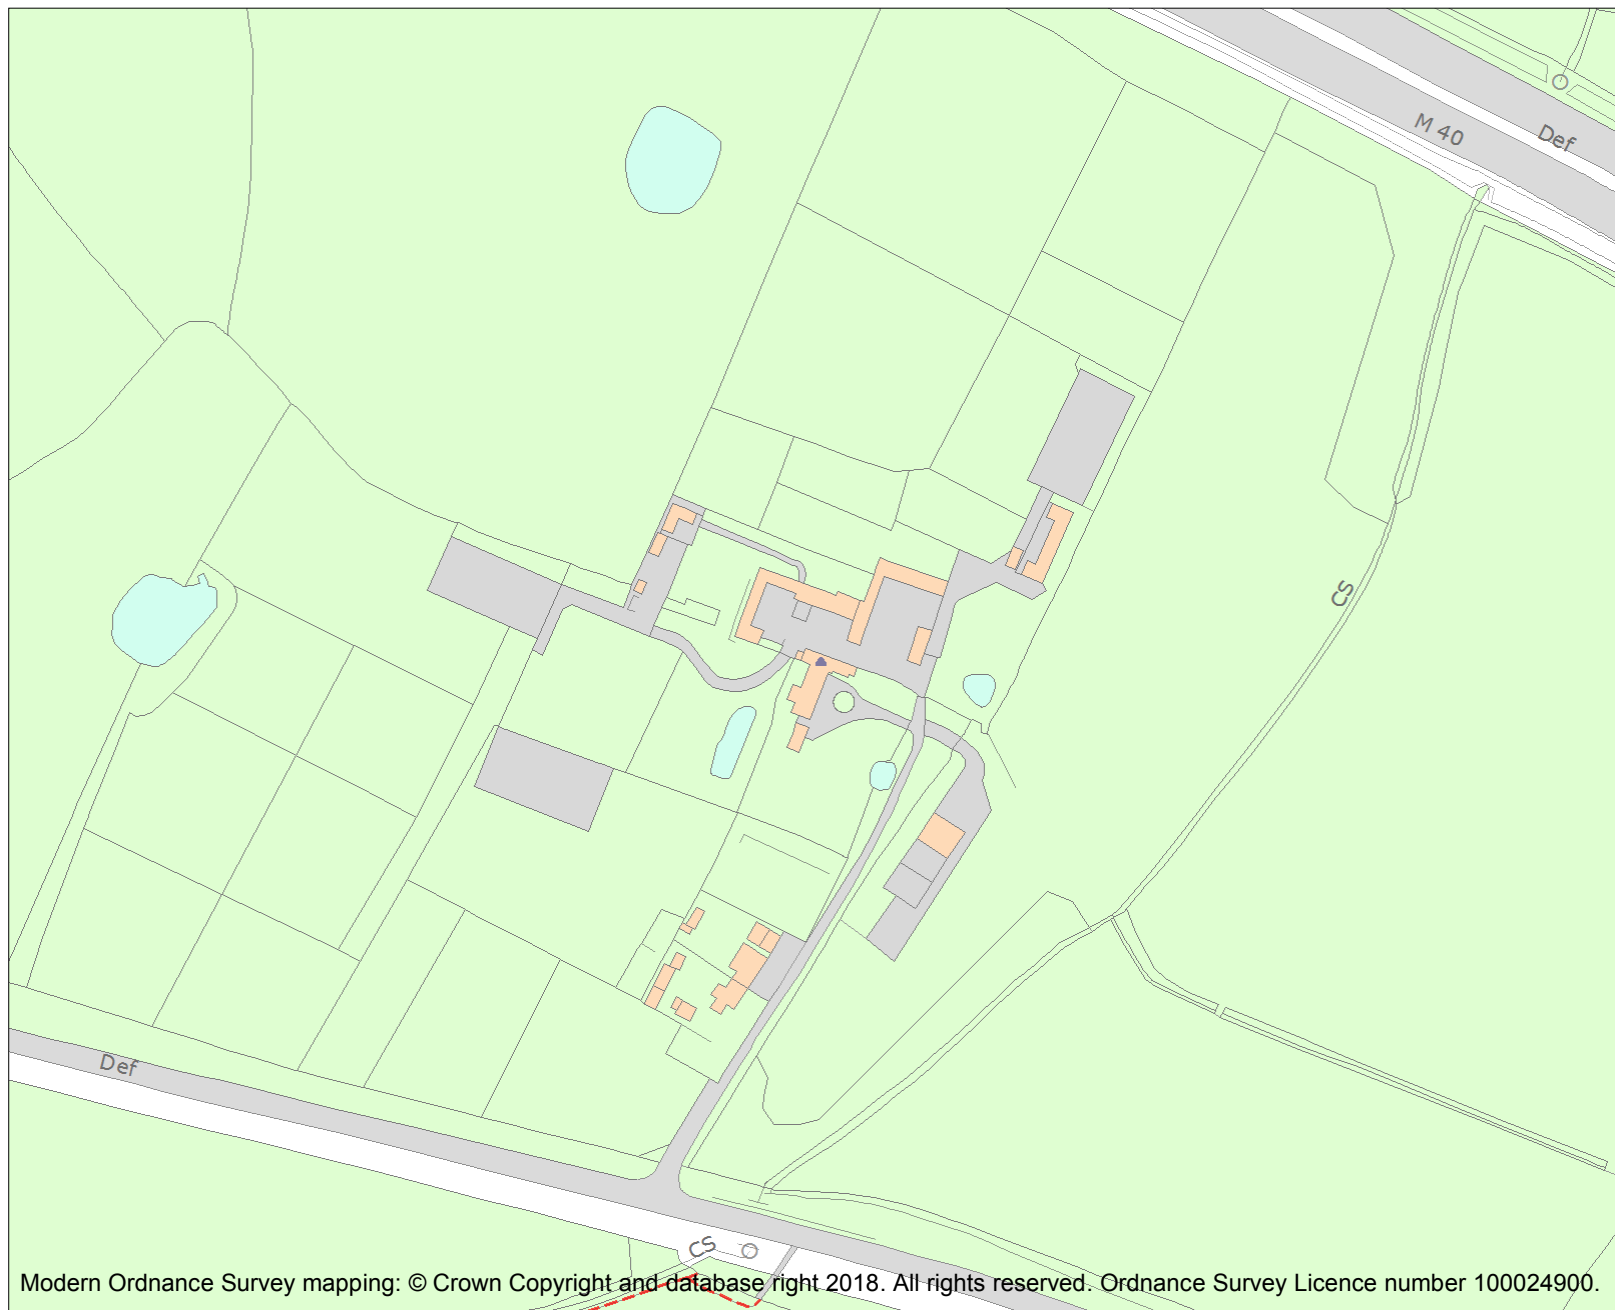 M 40
Def
CS
Def
CS
Modern Ordnance Survey mapping: © Crown Copyright and database right 2018. All rights reserved. Ordnance Survey Licence number 100024900.